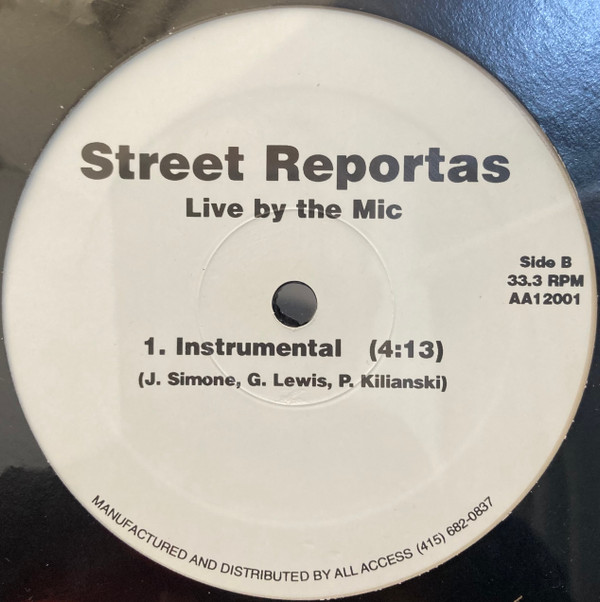 Street Reportas
Live by the Mic
Side B
33.3 RPM
AA12001
1. Instrumental (4:13)
(J. Simone, G. Lewis, P. Kilianski)
MANUFACTURED AND DISTRIBUTED BY ALL ACCESS (415) 682-0837